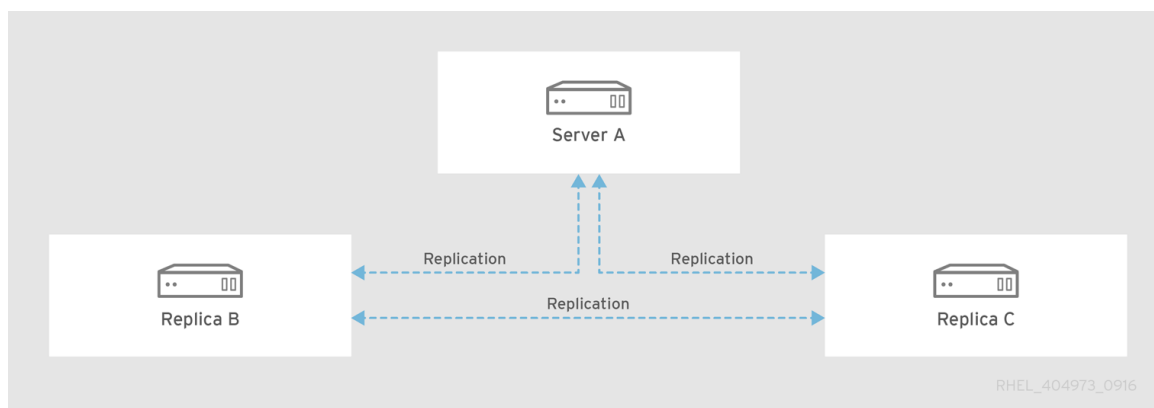 Server A
Replication
Replication
Replication
Replica B
Replica C
RHEL_404973_0916